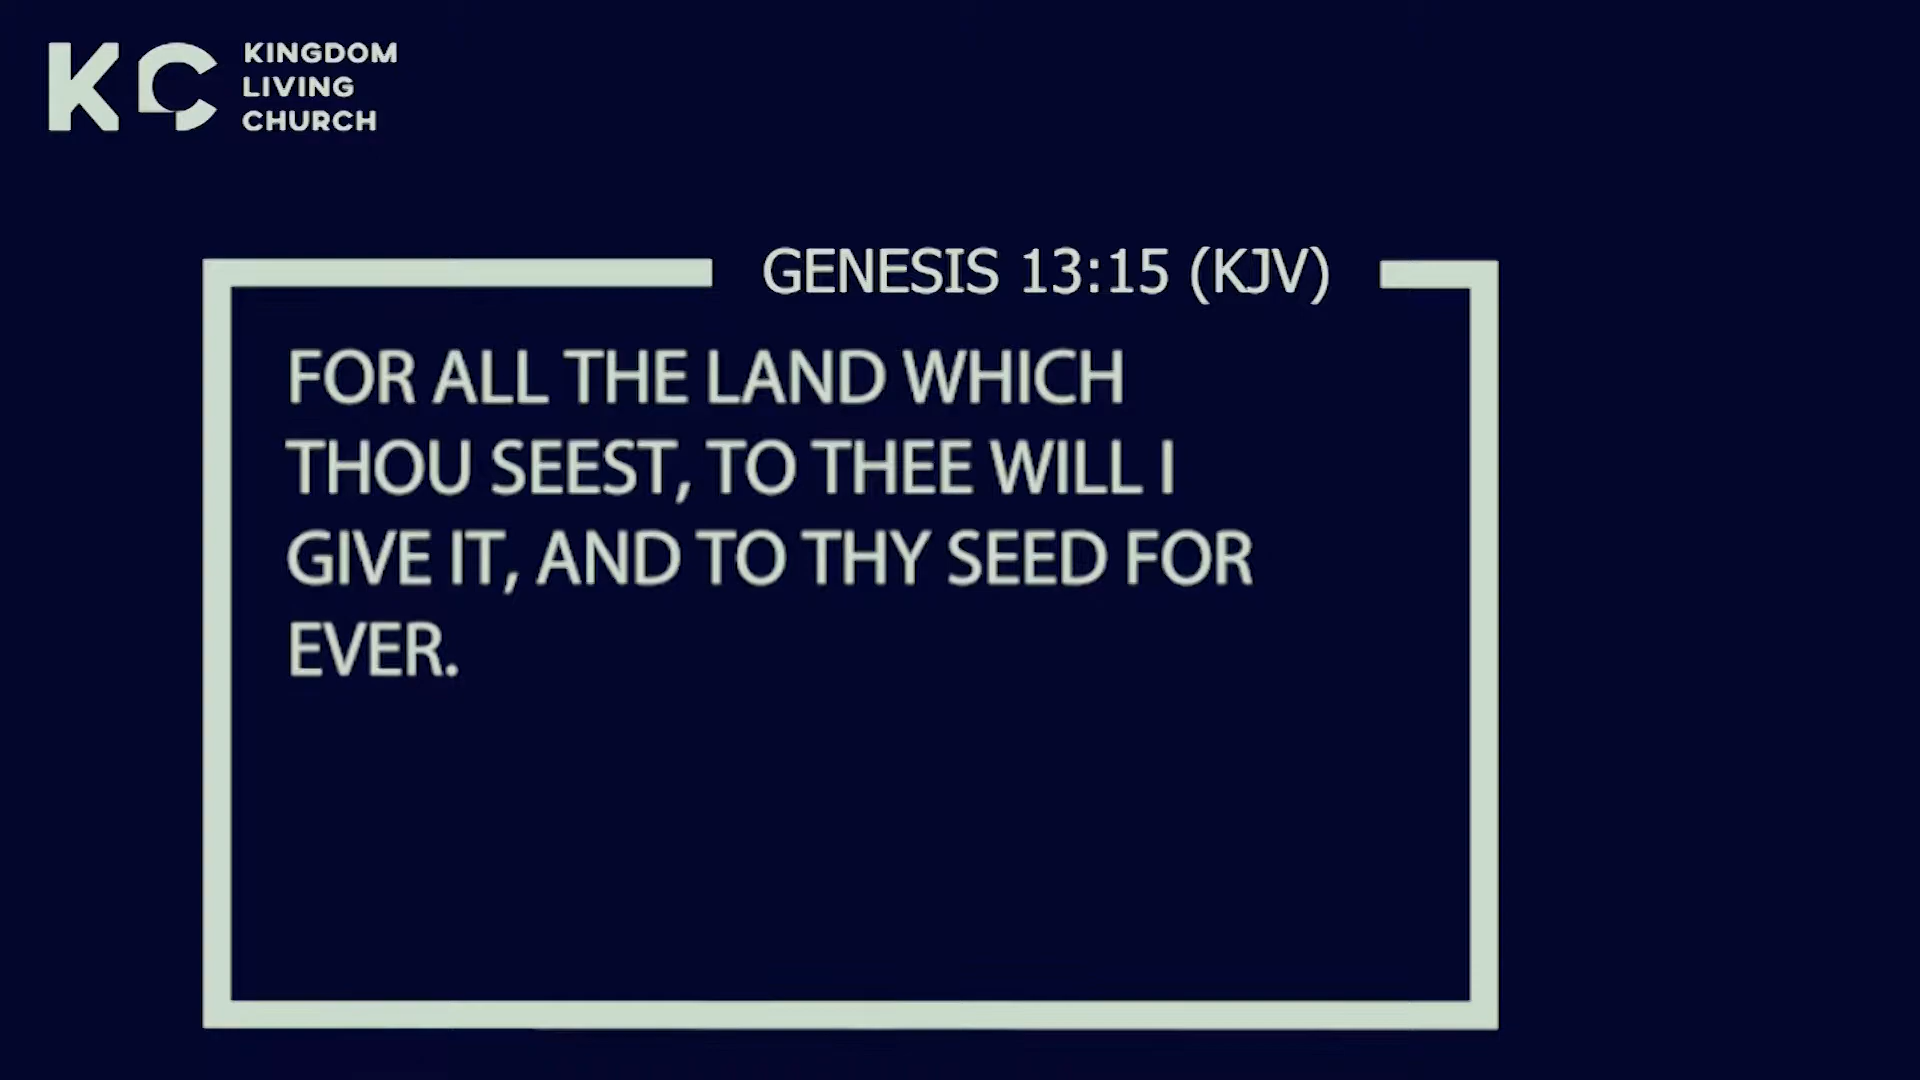 KC
KINGDOM
LIVING
CHURCH
GENESIS 13:15 (KJV)
FOR ALL THE LAND WHICH
THOU SEEST, TO THEE WILL I
GIVE IT, AND TO THY SEED FOR
EVER.